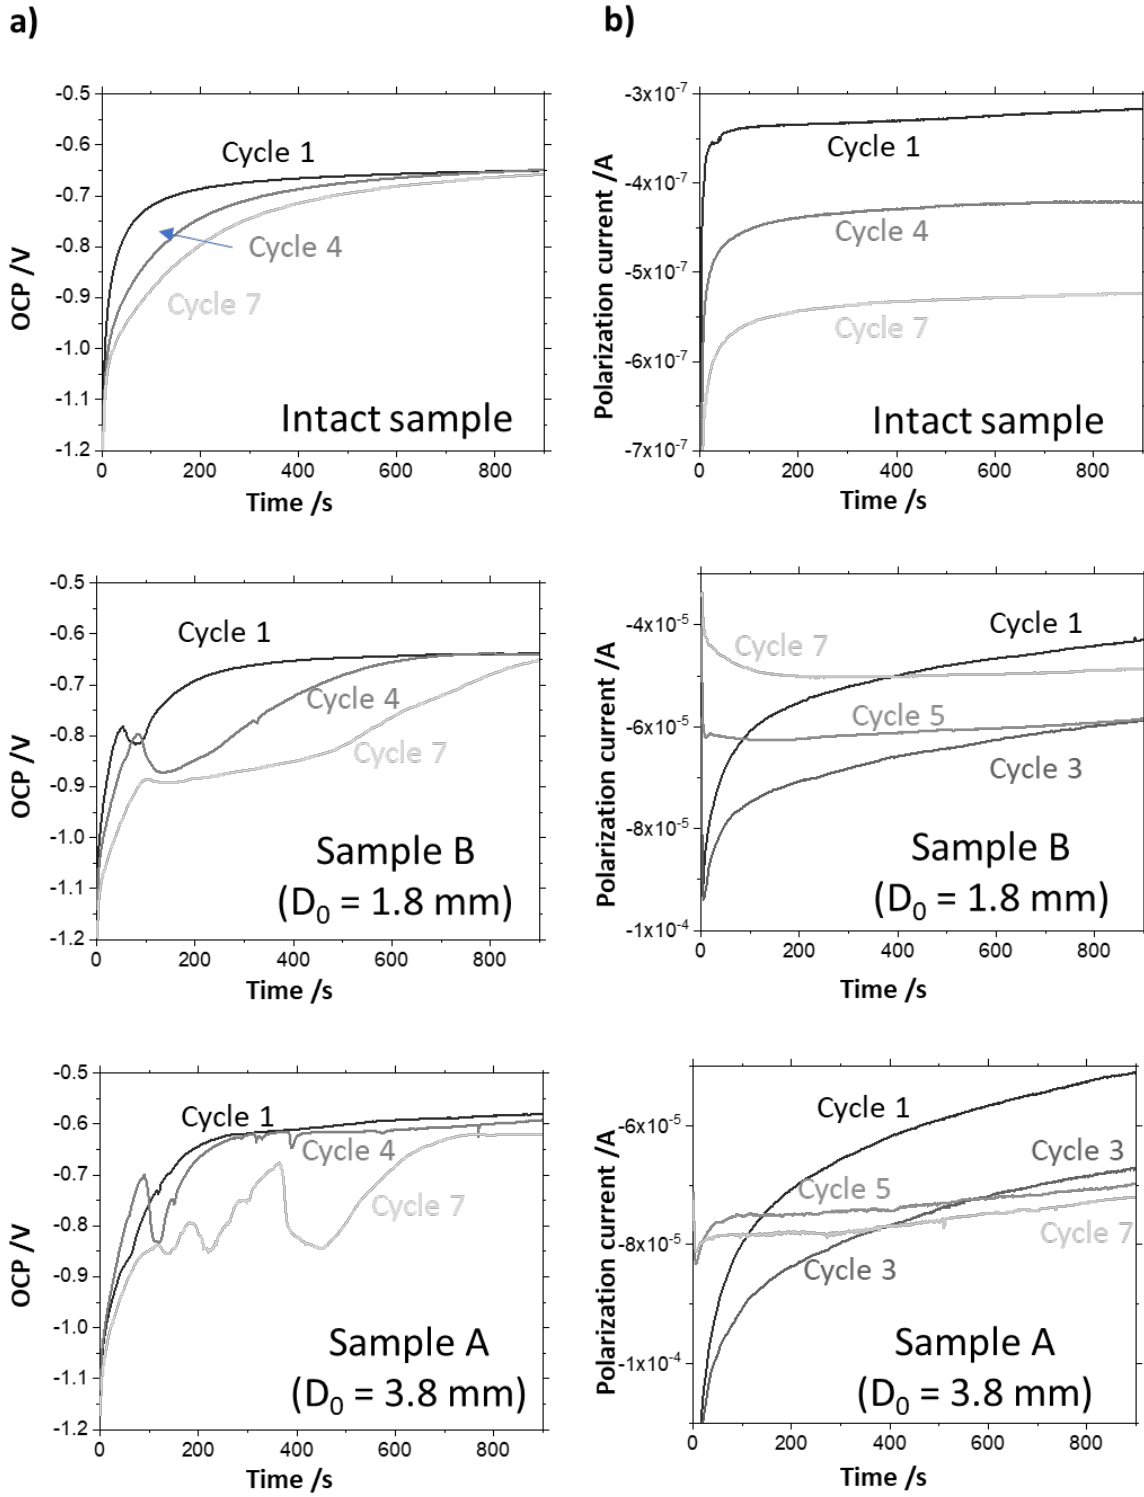 a)
b)
-0.5
-0.6
-0.7
-0.8
-0.9
-1.0
-1.1
-1.2
0
200
400
600
800
OCP /V
Time /s
Cycle 1
Cycle 4
Cycle 7
Intact sample
-3x10⁻⁷
-4x10⁻⁷
-5x10⁻⁷
-6x10⁻⁷
-7x10⁻⁷
0
200
400
600
800
Polarization current /A
Time /s
Cycle 1
Cycle 4
Cycle 7
Intact sample
-0.5
-0.6
-0.7
-0.8
-0.9
-1.0
-1.1
-1.2
0
200
400
600
800
OCP /V
Time /s
Cycle 1
Cycle 4
Cycle 7
Sample B
(D₀ = 1.8 mm)
-4x10⁻⁵
-6x10⁻⁵
-8x10⁻⁵
-1x10⁻⁴
0
200
400
600
800
Polarization current /A
Time /s
Cycle 1
Cycle 7
Cycle 5
Cycle 3
Sample B
(D₀ = 1.8 mm)
-0.5
-0.6
-0.7
-0.8
-0.9
-1.0
-1.1
-1.2
0
200
400
600
800
OCP /V
Time /s
Cycle 1
Cycle 4
Cycle 7
Sample A
(D₀ = 3.8 mm)
-6x10⁻⁵
-8x10⁻⁵
-1x10⁻⁴
0
200
400
600
800
Polarization current /A
Time /s
Cycle 1
Cycle 3
Cycle 5
Cycle 7
Cycle 3
Sample A
(D₀ = 3.8 mm)